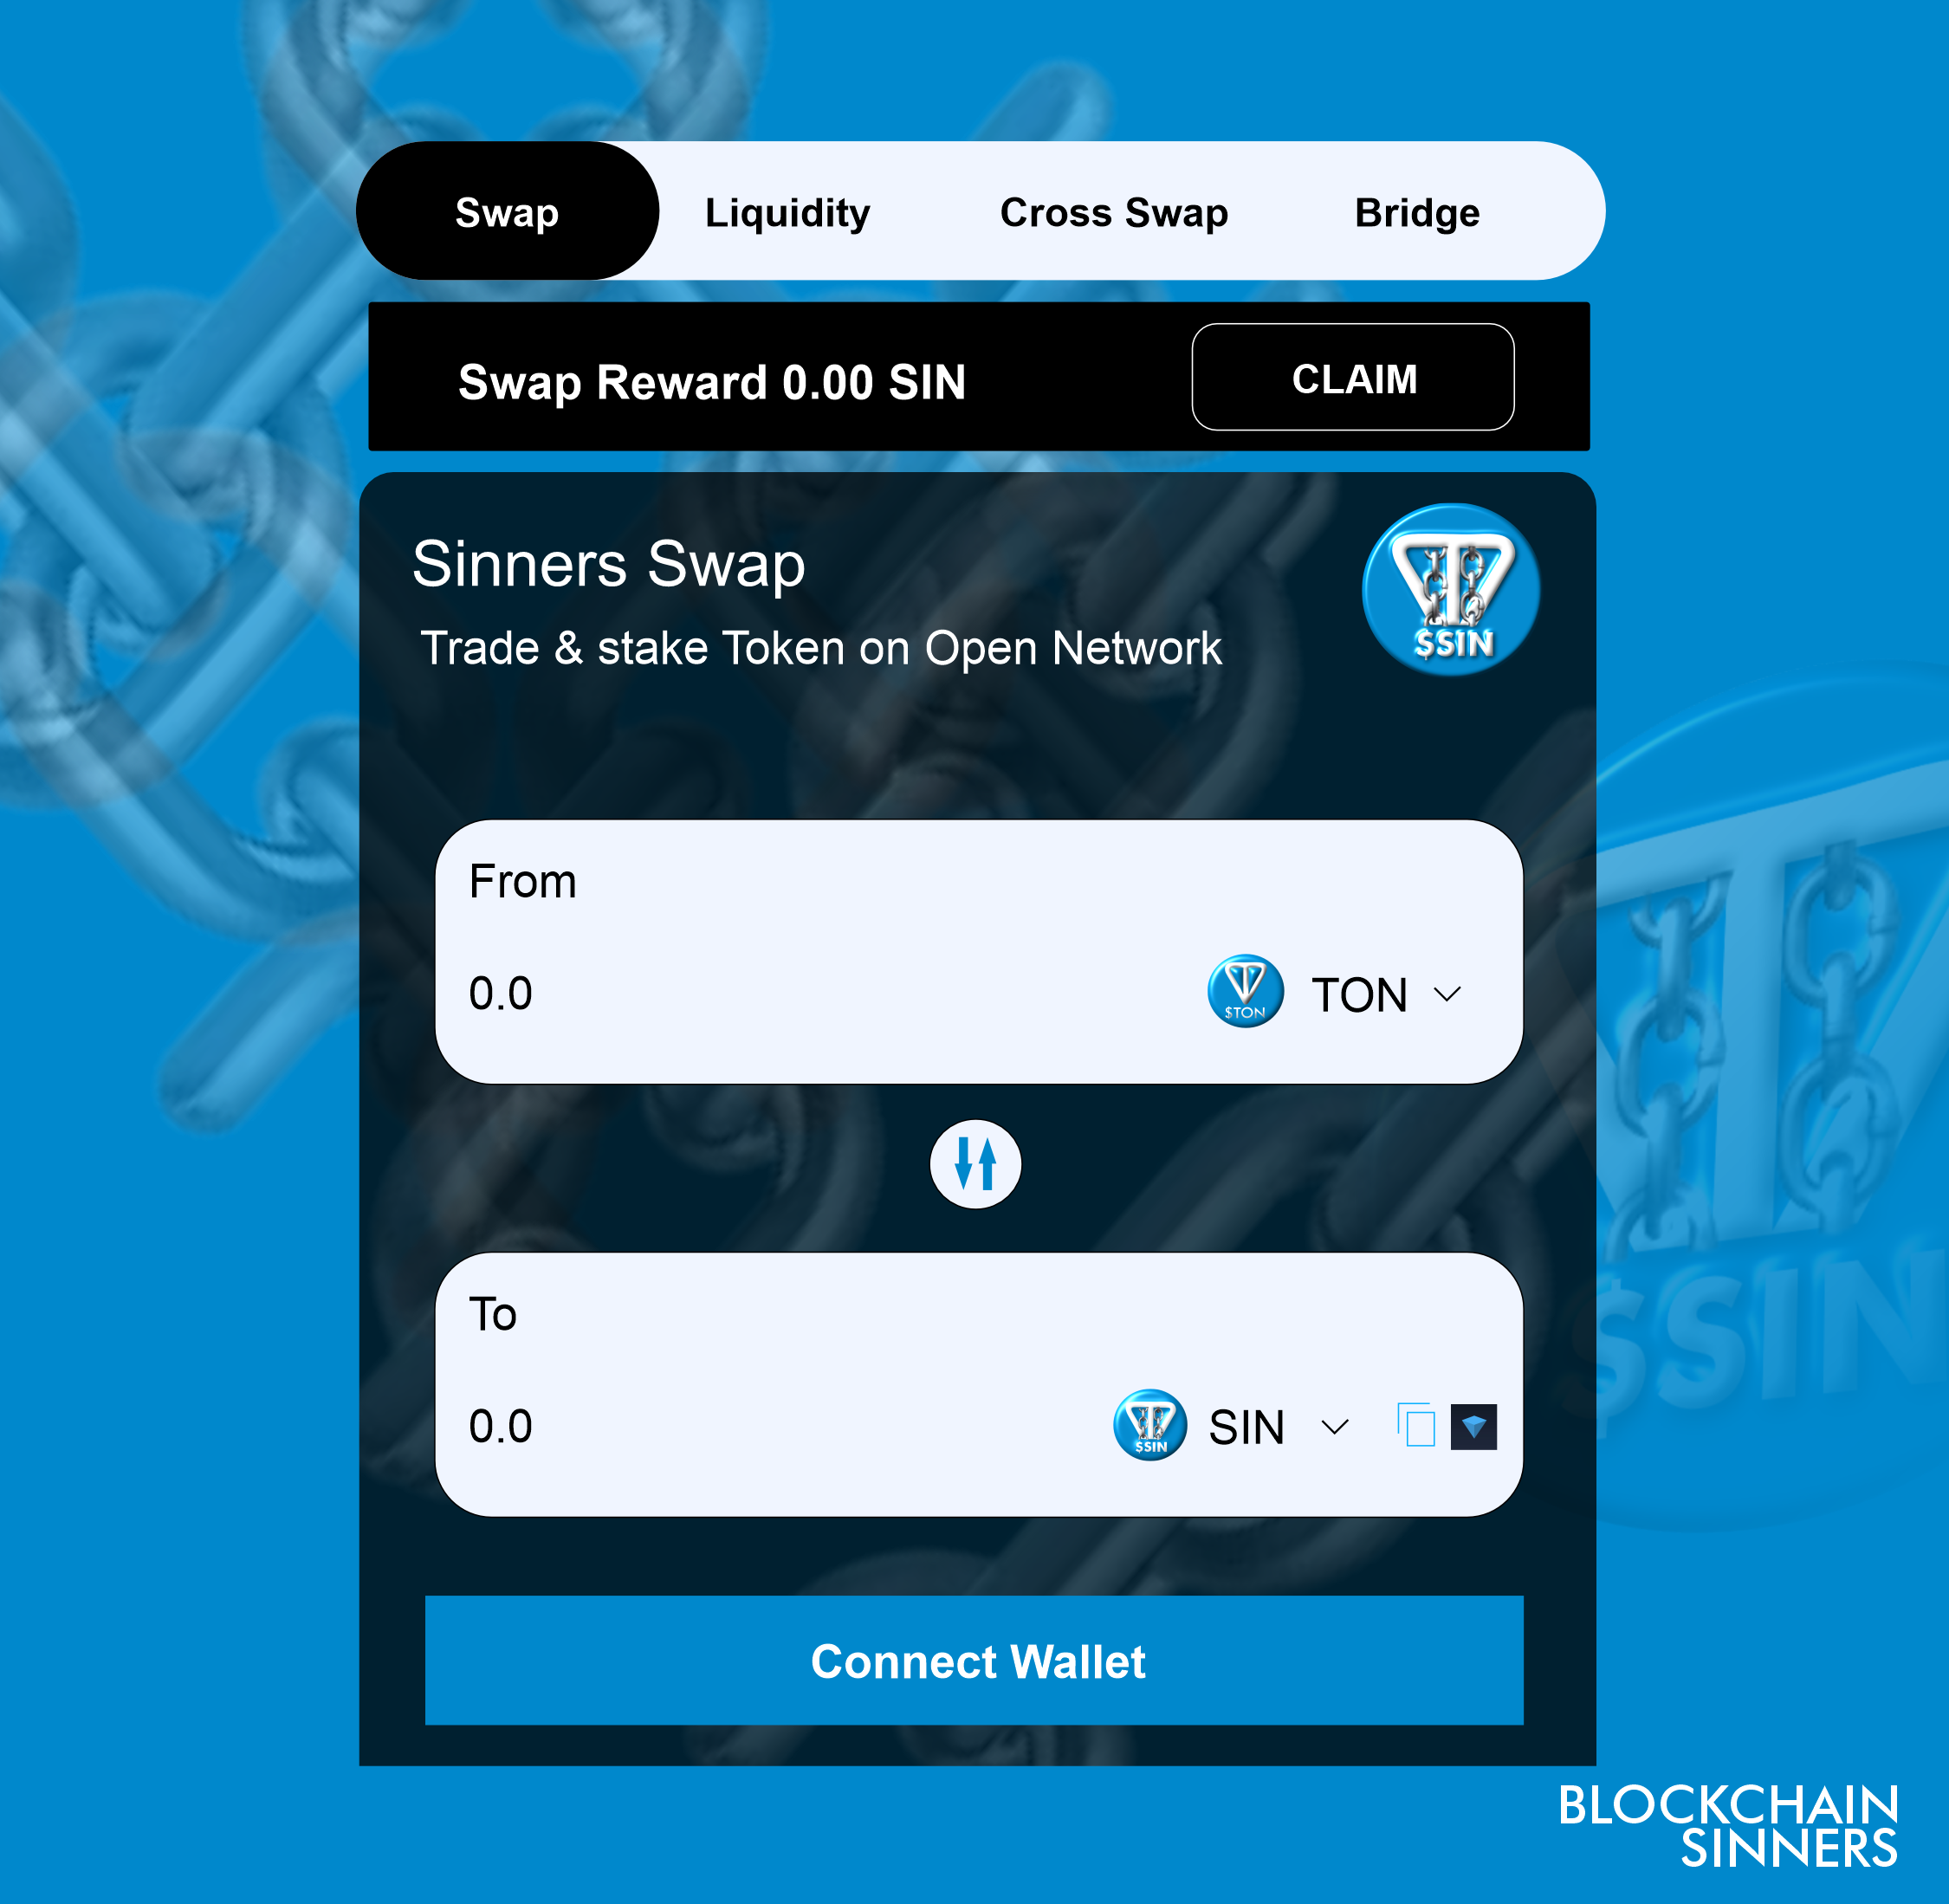 Swap Liquidity Cross Swap Bridge
Swap Reward 0.00 SIN CLAIM
Sinners Swap
$SIN
Trade & stake Token on Open Network
From
0.0 $TON TON
To
0.0 $SIN SIN
$SIN
Connect Wallet
BLOCKCHAIN
SINNERS